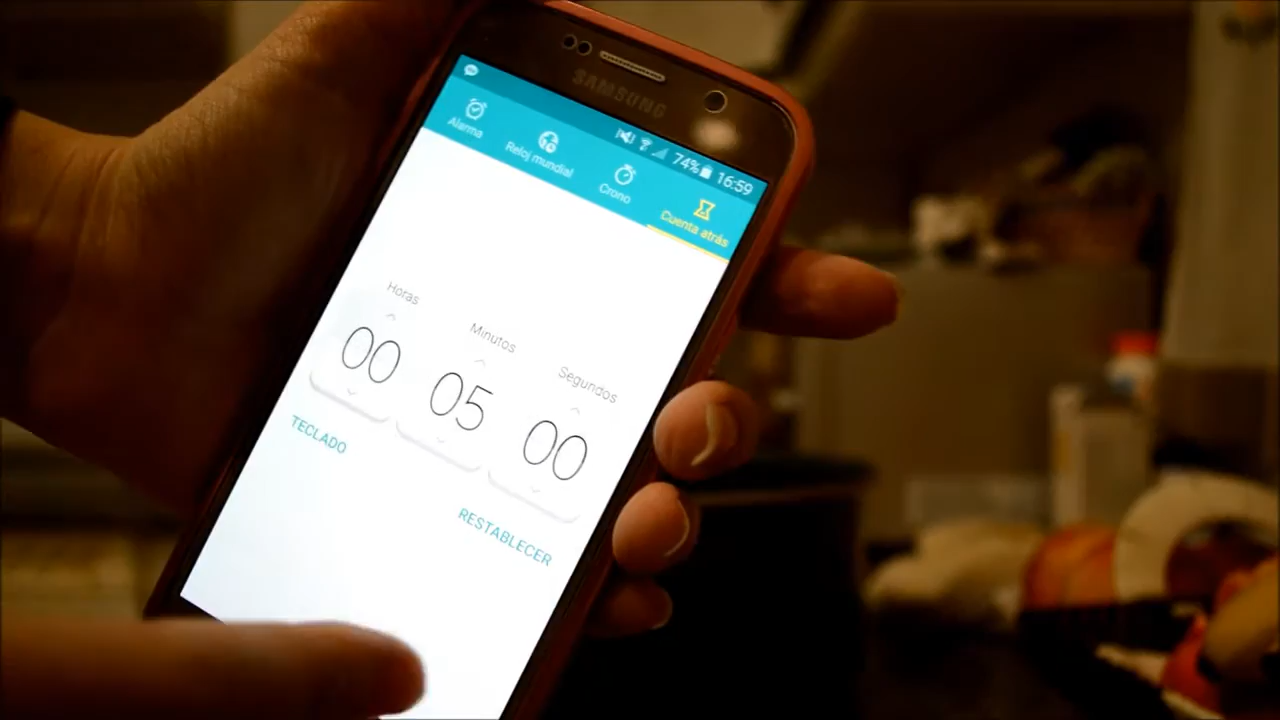 SAMSUNG
74% 16:59
Alarma
Reloj mundial
Crono
Cuenta atrás
Horas
Minutos
Segundos
00
05
00
TECLADO
RESTABLECER